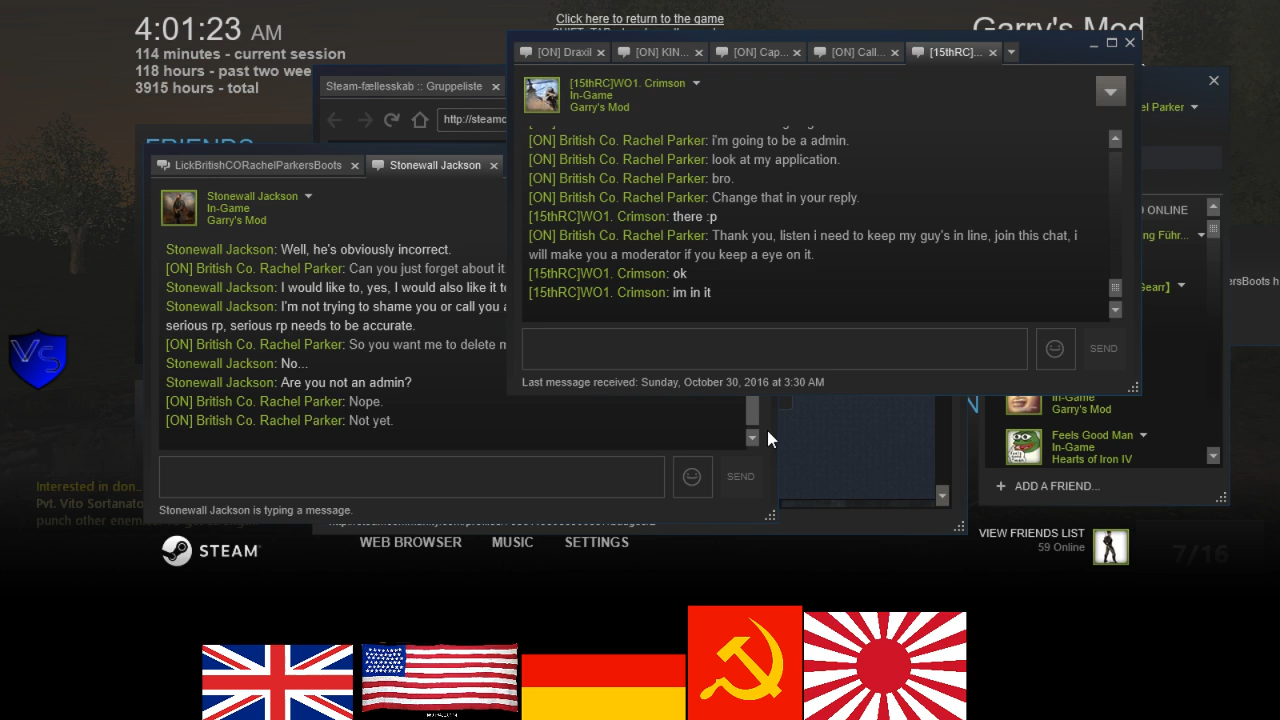 4:01:23 AM
114 minutes - current session
118 hours - past two wee
3915 hours - total
Click here to return to the game
Garry's Mod
FRIENDS
Steam-fællesskab :: Gruppeliste
http://steamc
[ON] Draxil
[ON] KIN...
[ON] Cap...
[ON] Call...
[15thRC]...
[15thRC]WO1. Crimson
In-Game
Garry's Mod
[ON] British Co. Rachel Parker: i'm going to be a admin.
[ON] British Co. Rachel Parker: look at my application.
[ON] British Co. Rachel Parker: bro.
[ON] British Co. Rachel Parker: Change that in your reply.
[15thRC]WO1. Crimson: there :p
[ON] British Co. Rachel Parker: Thank you, listen i need to keep my guy's in line, join this chat, i
will make you a moderator if you keep a eye on it.
[15thRC]WO1. Crimson: ok
[15thRC]WO1. Crimson: im in it
SEND
Last message received: Sunday, October 30, 2016 at 3:30 AM
LickBritishCORachelParkersBoots
Stonewall Jackson
Stonewall Jackson
In-Game
Garry's Mod
Stonewall Jackson: Well, he's obviously incorrect.
[ON] British Co. Rachel Parker: Can you just forget about it
Stonewall Jackson: I would like to, yes, I would also like it to
Stonewall Jackson: I'm not trying to shame you or call you
serious rp, serious rp needs to be accurate.
[ON] British Co. Rachel Parker: So you want me to delete
Stonewall Jackson: No...
Stonewall Jackson: Are you not an admin?
[ON] British Co. Rachel Parker: Nope.
[ON] British Co. Rachel Parker: Not yet.
SEND
Stonewall Jackson is typing a message.
el Parker
ONLINE
ng Führ...
Gearr】
ersBoots h
In-Game
Garry's Mod
Feels Good Man
In-Game
Hearts of Iron IV
+ ADD A FRIEND...
VS
Interested in don..
Pvt. Vito Sortanato
punch other enem
STEAM
WEB BROWSER
MUSIC
SETTINGS
VIEW FRIENDS LIST
59 Online
7/16